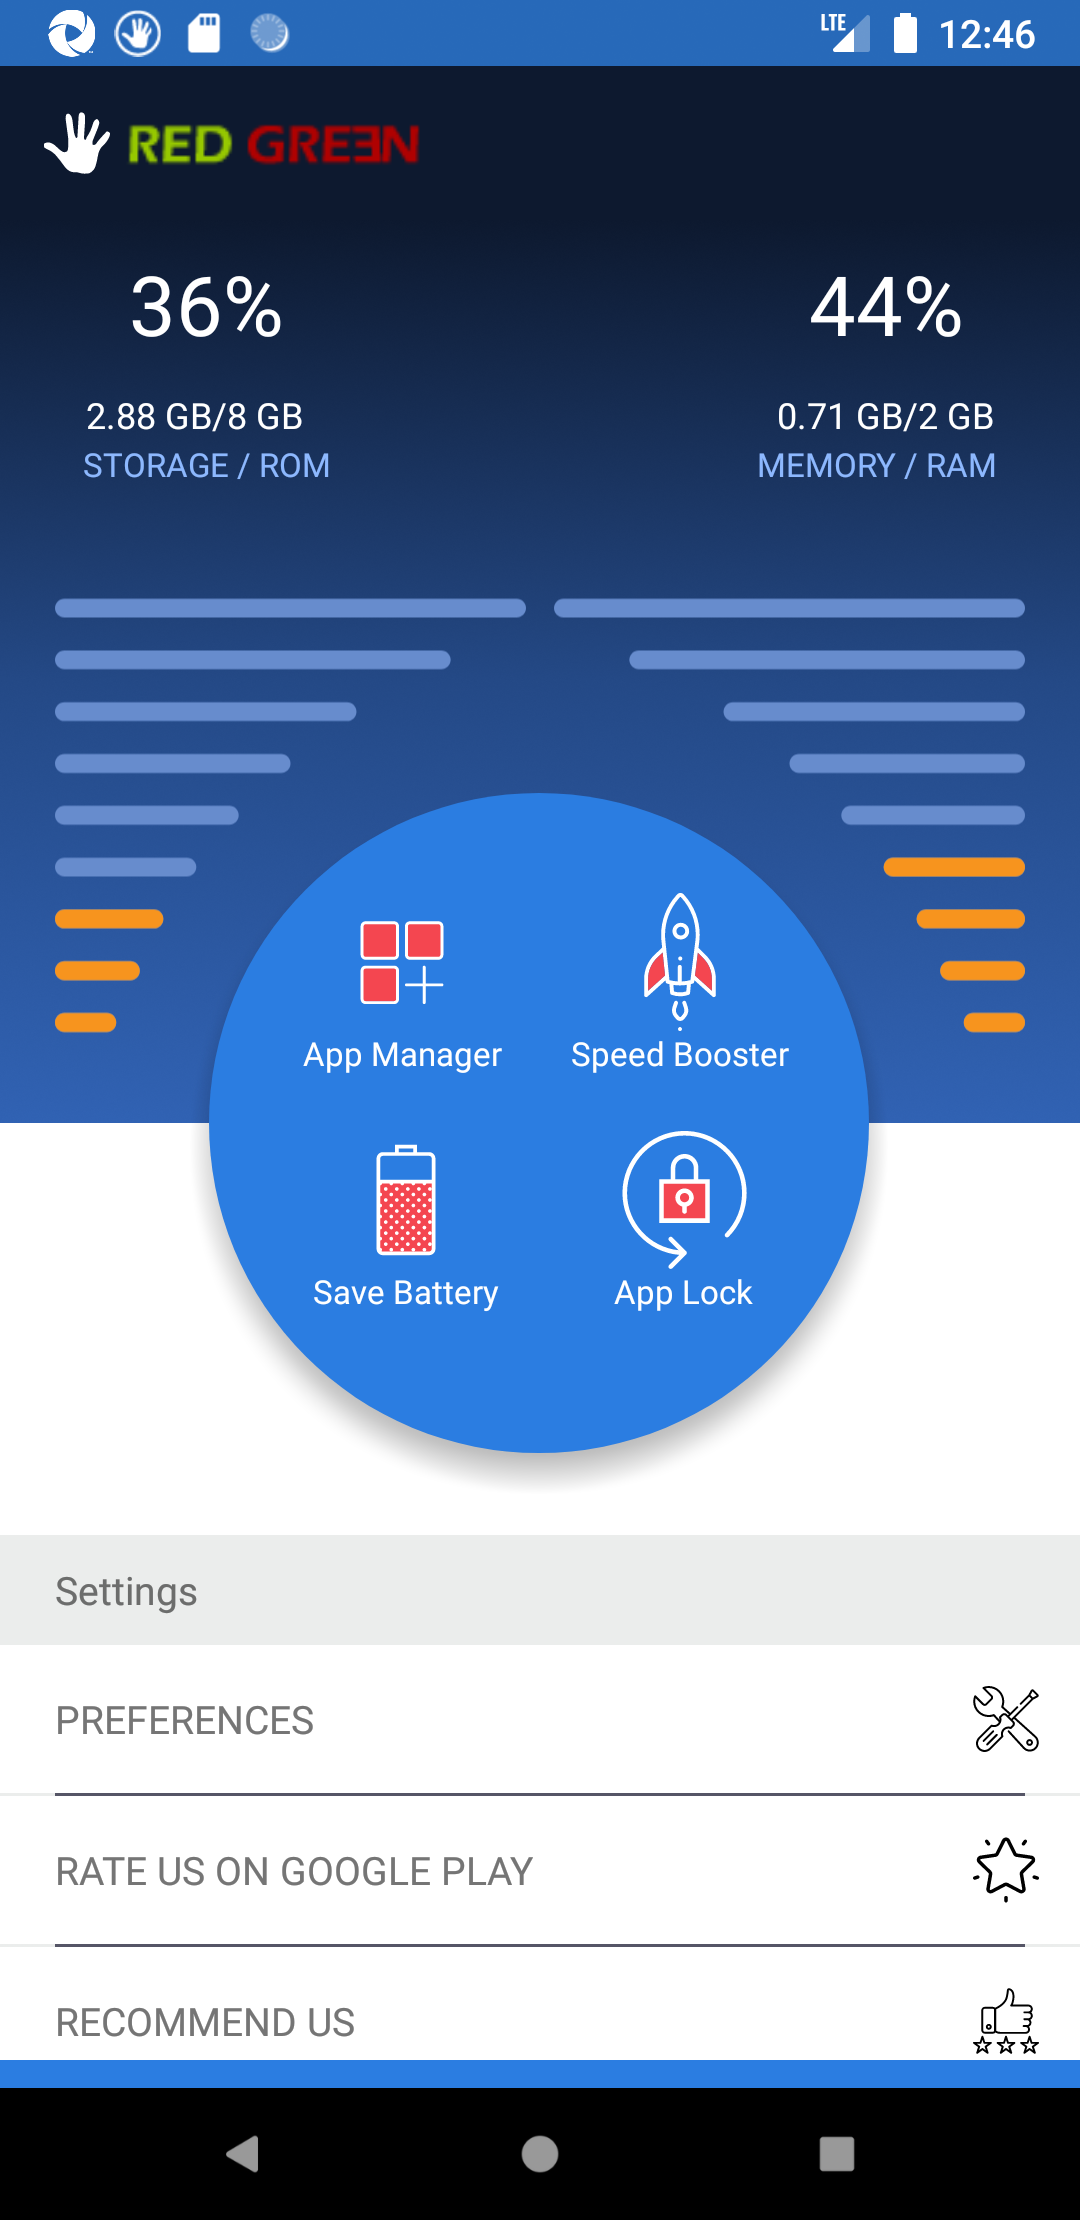 LTE 12:46
RED GREEN
36% 44%
2.88 GB/8 GB 0.71 GB/2 GB
STORAGE / ROM MEMORY / RAM
App Manager Speed Booster
Save Battery App Lock
Settings
PREFERENCES
RATE US ON GOOGLE PLAY
RECOMMEND US